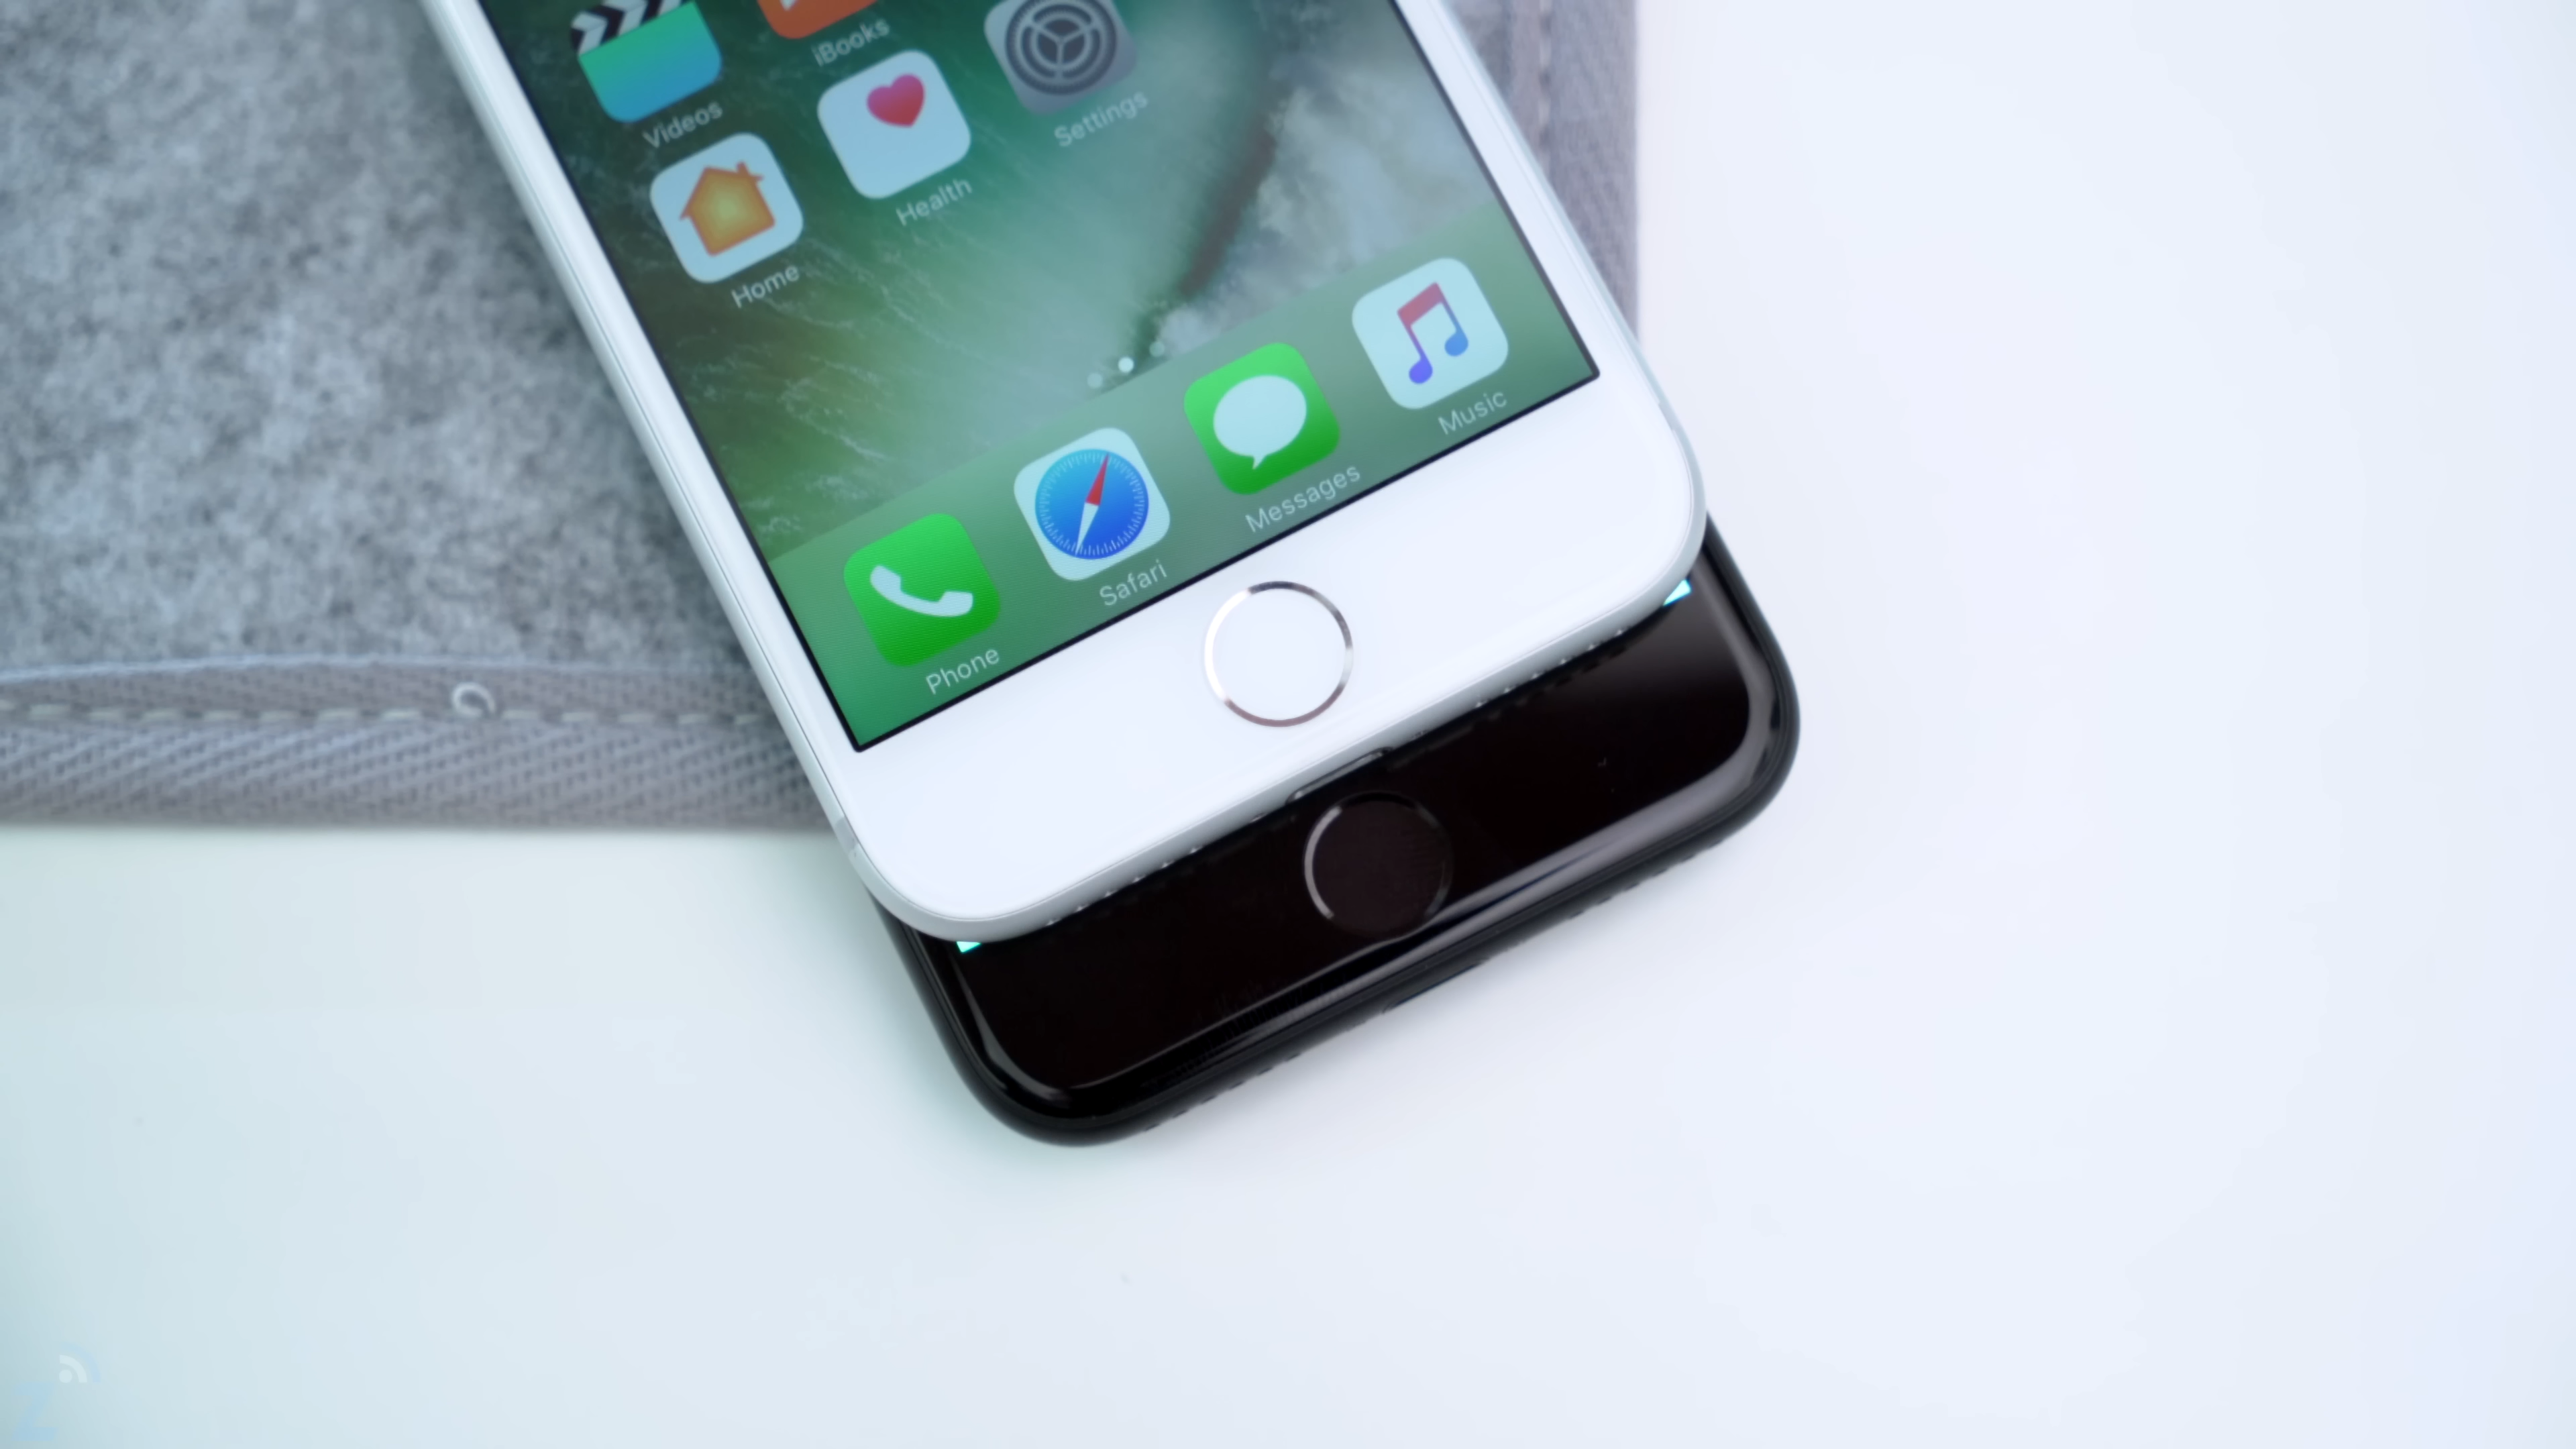 iBooks
Videos
Settings
Health
Home
Music
Messages
Safari
Phone
Z